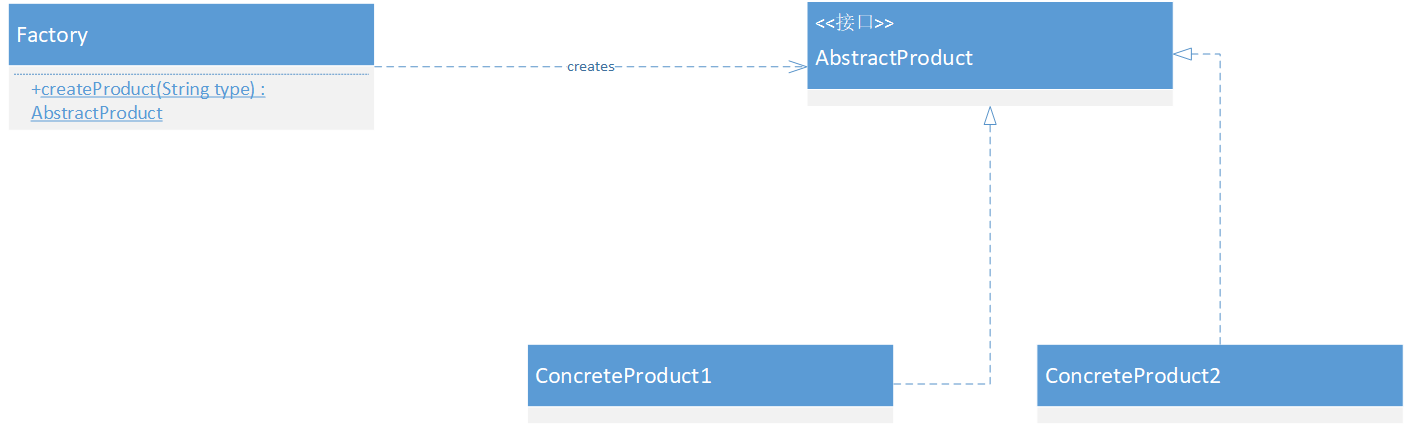 Factory
+createProduct(String type) :
AbstractProduct
creates
<<接口>>
AbstractProduct
ConcreteProduct1
ConcreteProduct2